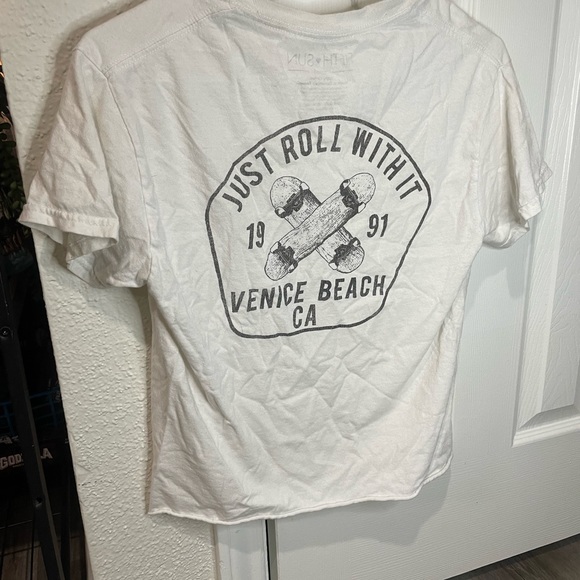 JUST ROLL WITH IT
19 91
VENICE BEACH
CA